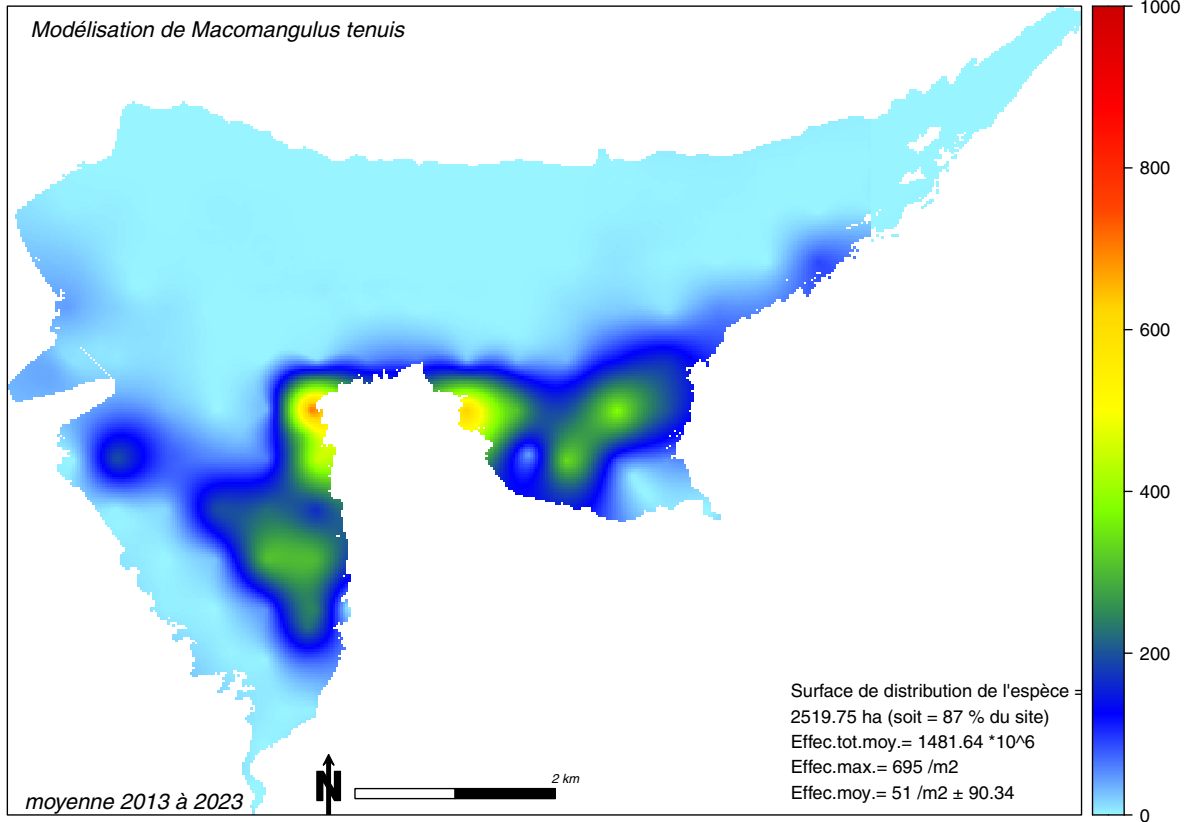 Modélisation de Macomangulus tenuis
1000
800
600
400
200
0
Surface de distribution de l'espèce =
2519.75 ha (soit = 87 % du site)
Effec.tot.moy.= 1481.64 *10^6
Effec.max.= 695 /m2
Effec.moy.= 51 /m2 ± 90.34
N
2 km
moyenne 2013 à 2023